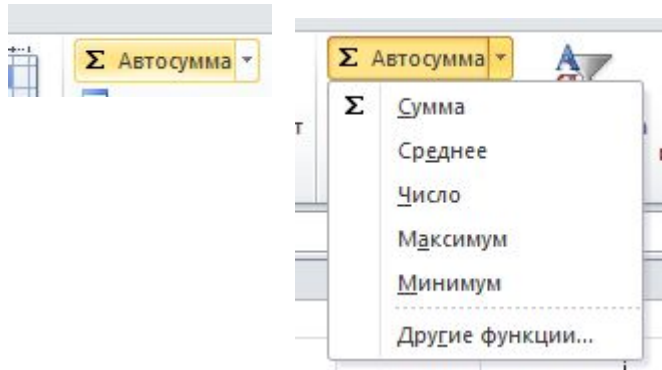 Σ Автосумма
Σ Автосумма
Σ Сумма
Среднее
Число
Максимум
Минимум
Другие функции...